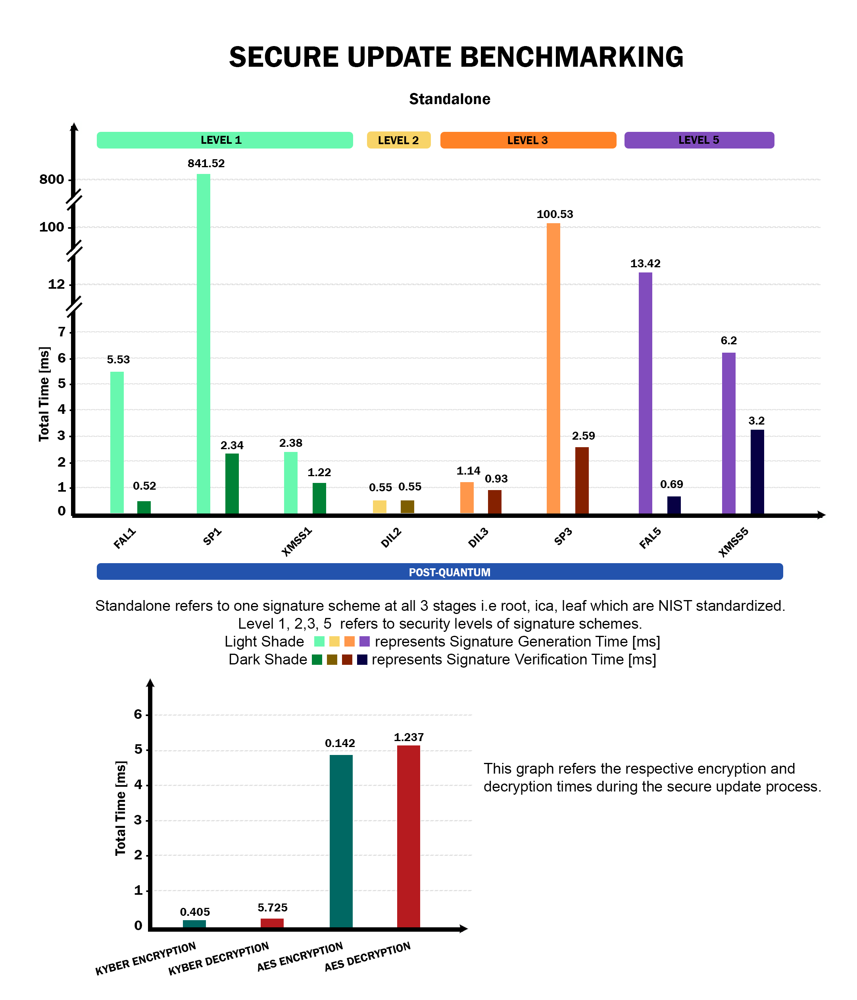 SECURE UPDATE BENCHMARKING
Standalone
LEVEL 1
LEVEL 2
LEVEL 3
LEVEL 5
841.52
800
100.53
100
13.42
12
7
6.2
6
5.53
5
4
3.2
3
2.59
2.34
2.38
2
1.22
1.14
0.93
0.69
0.52
0.55
0.55
1
0
Total Time [ms]
FAL1
SP1
XMSS1
DIL2
DIL3
SP3
FAL5
XMSS5
POST-QUANTUM
Standalone refers to one signature scheme at all 3 stages i.e root, ica, leaf which are NIST standardized.
Level 1, 2,3, 5 refers to security levels of signature schemes.
Light Shade represents Signature Generation Time [ms]
Dark Shade represents Signature Verification Time [ms]
6
5
4
3
2
1
0
Total Time [ms]
0.405
5.725
0.142
1.237
KYBER ENCRYPTION
KYBER DECRYPTION
AES ENCRYPTION
AES DECRYPTION
This graph refers the respective encryption and
decryption times during the secure update process.